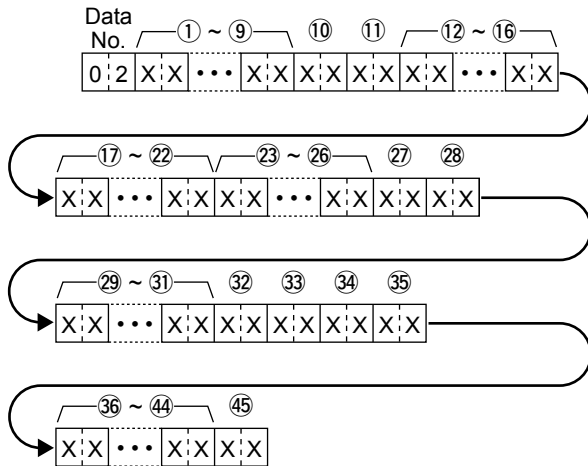 Data
No.
① ~ ⑨ ⑩ ⑪ ⑫ ~ ⑯
0 2 X X ••• X X X X X X X X ••• X X
⑰ ~ ㉒ ㉓ ~ ㉖ ㉗ ㉘
X X ••• X X X X ••• X X X X X X
㉙ ~ ㉛ ㉜ ㉝ ㉞ ㉟
X X ••• X X X X X X X X X X
㊱ ~ ㊹ ㊺
X X ••• X X X X